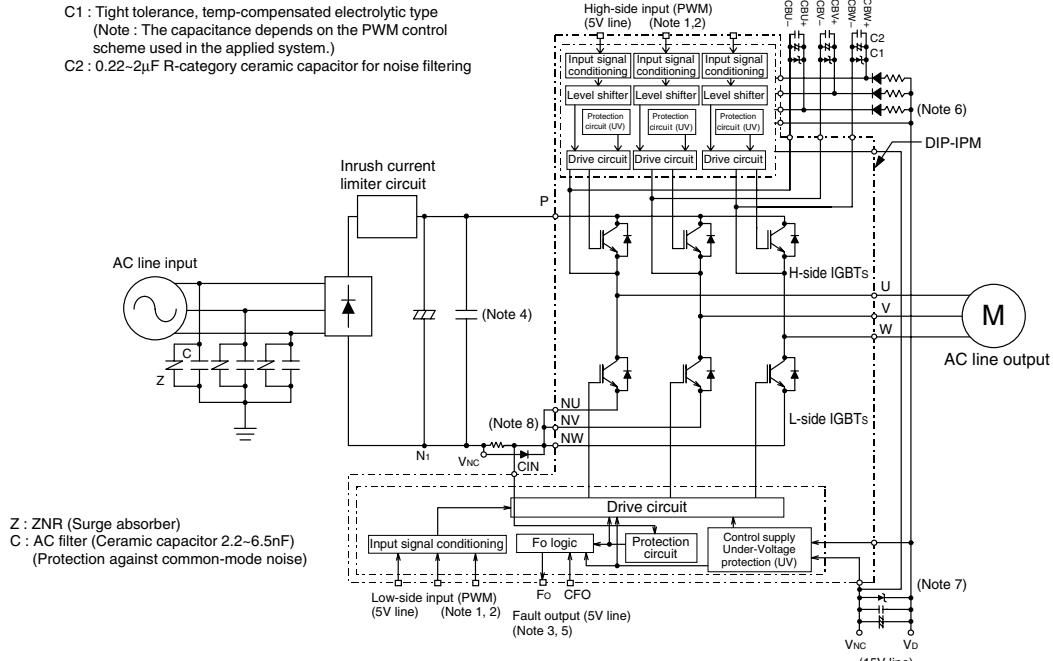 C1 : Tight tolerance, temp-compensated electrolytic type
(Note : The capacitance depends on the PWM control
scheme used in the applied system.)
C2 : 0.22~2μF R-category ceramic capacitor for noise filtering
High-side input (PWM)
(5V line) (Note 1,2)
CBU–
CBU+
CBV–
CBV+
CBW–
CBW+
C2
C1
Input signal conditioning
Input signal conditioning
Input signal conditioning
Level shifter
Level shifter
Level shifter
Protection circuit (UV)
Protection circuit (UV)
Protection circuit (UV)
Drive circuit
Drive circuit
Drive circuit
(Note 6)
DIP-IPM
Inrush current
limiter circuit
P
AC line input
(Note 4)
H-side IGBTS
U
V
W
M
AC line output
C
Z
NU
(Note 8)
NV
NW
L-side IGBTS
N1
VNC
CIN
Z : ZNR (Surge absorber)
C : AC filter (Ceramic capacitor 2.2~6.5nF)
(Protection against common-mode noise)
Drive circuit
Input signal conditioning
Fo logic
Protection
circuit
Control supply
Under-Voltage
protection (UV)
Low-side input (PWM)
(5V line) (Note 1, 2)
FO
CFO
Fault output (5V line)
(Note 3, 5)
(Note 7)
VNC
VD
(15V line)